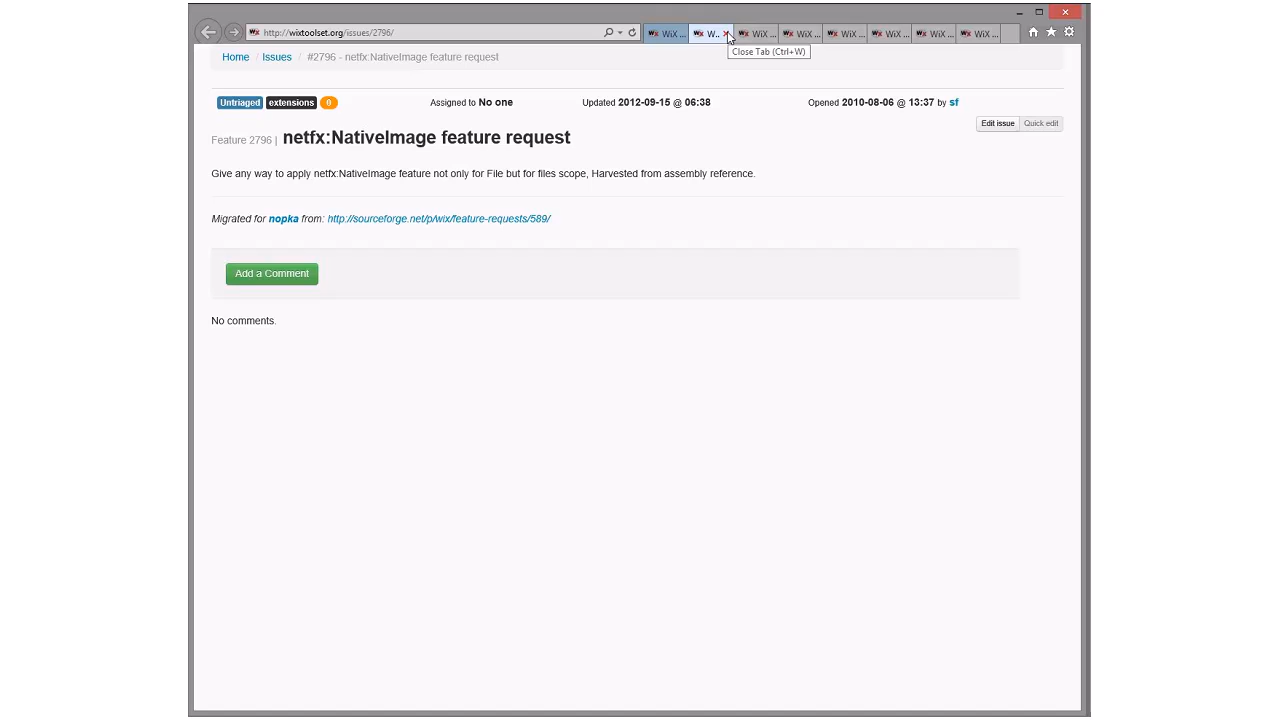 http://wixtoolset.org/issues/2796/
WiX ...
W...
WiX ...
WiX ...
WiX ...
WiX ...
WiX ...
WiX ...
Close Tab (Ctrl+W)
Home / Issues / #2796 - netfx:NativeImage feature request
Untriaged extensions 0 Assigned to No one Updated 2012-09-15 @ 06:38 Opened 2010-08-06 @ 13:37 by sf
Edit issue Quick edit
Feature 2796 | netfx:NativeImage feature request
Give any way to apply netfx:NativeImage feature not only for File but for files scope, Harvested from assembly reference.
Migrated for nopka from: http://sourceforge.net/p/wix/feature-requests/589/
Add a Comment
No comments.